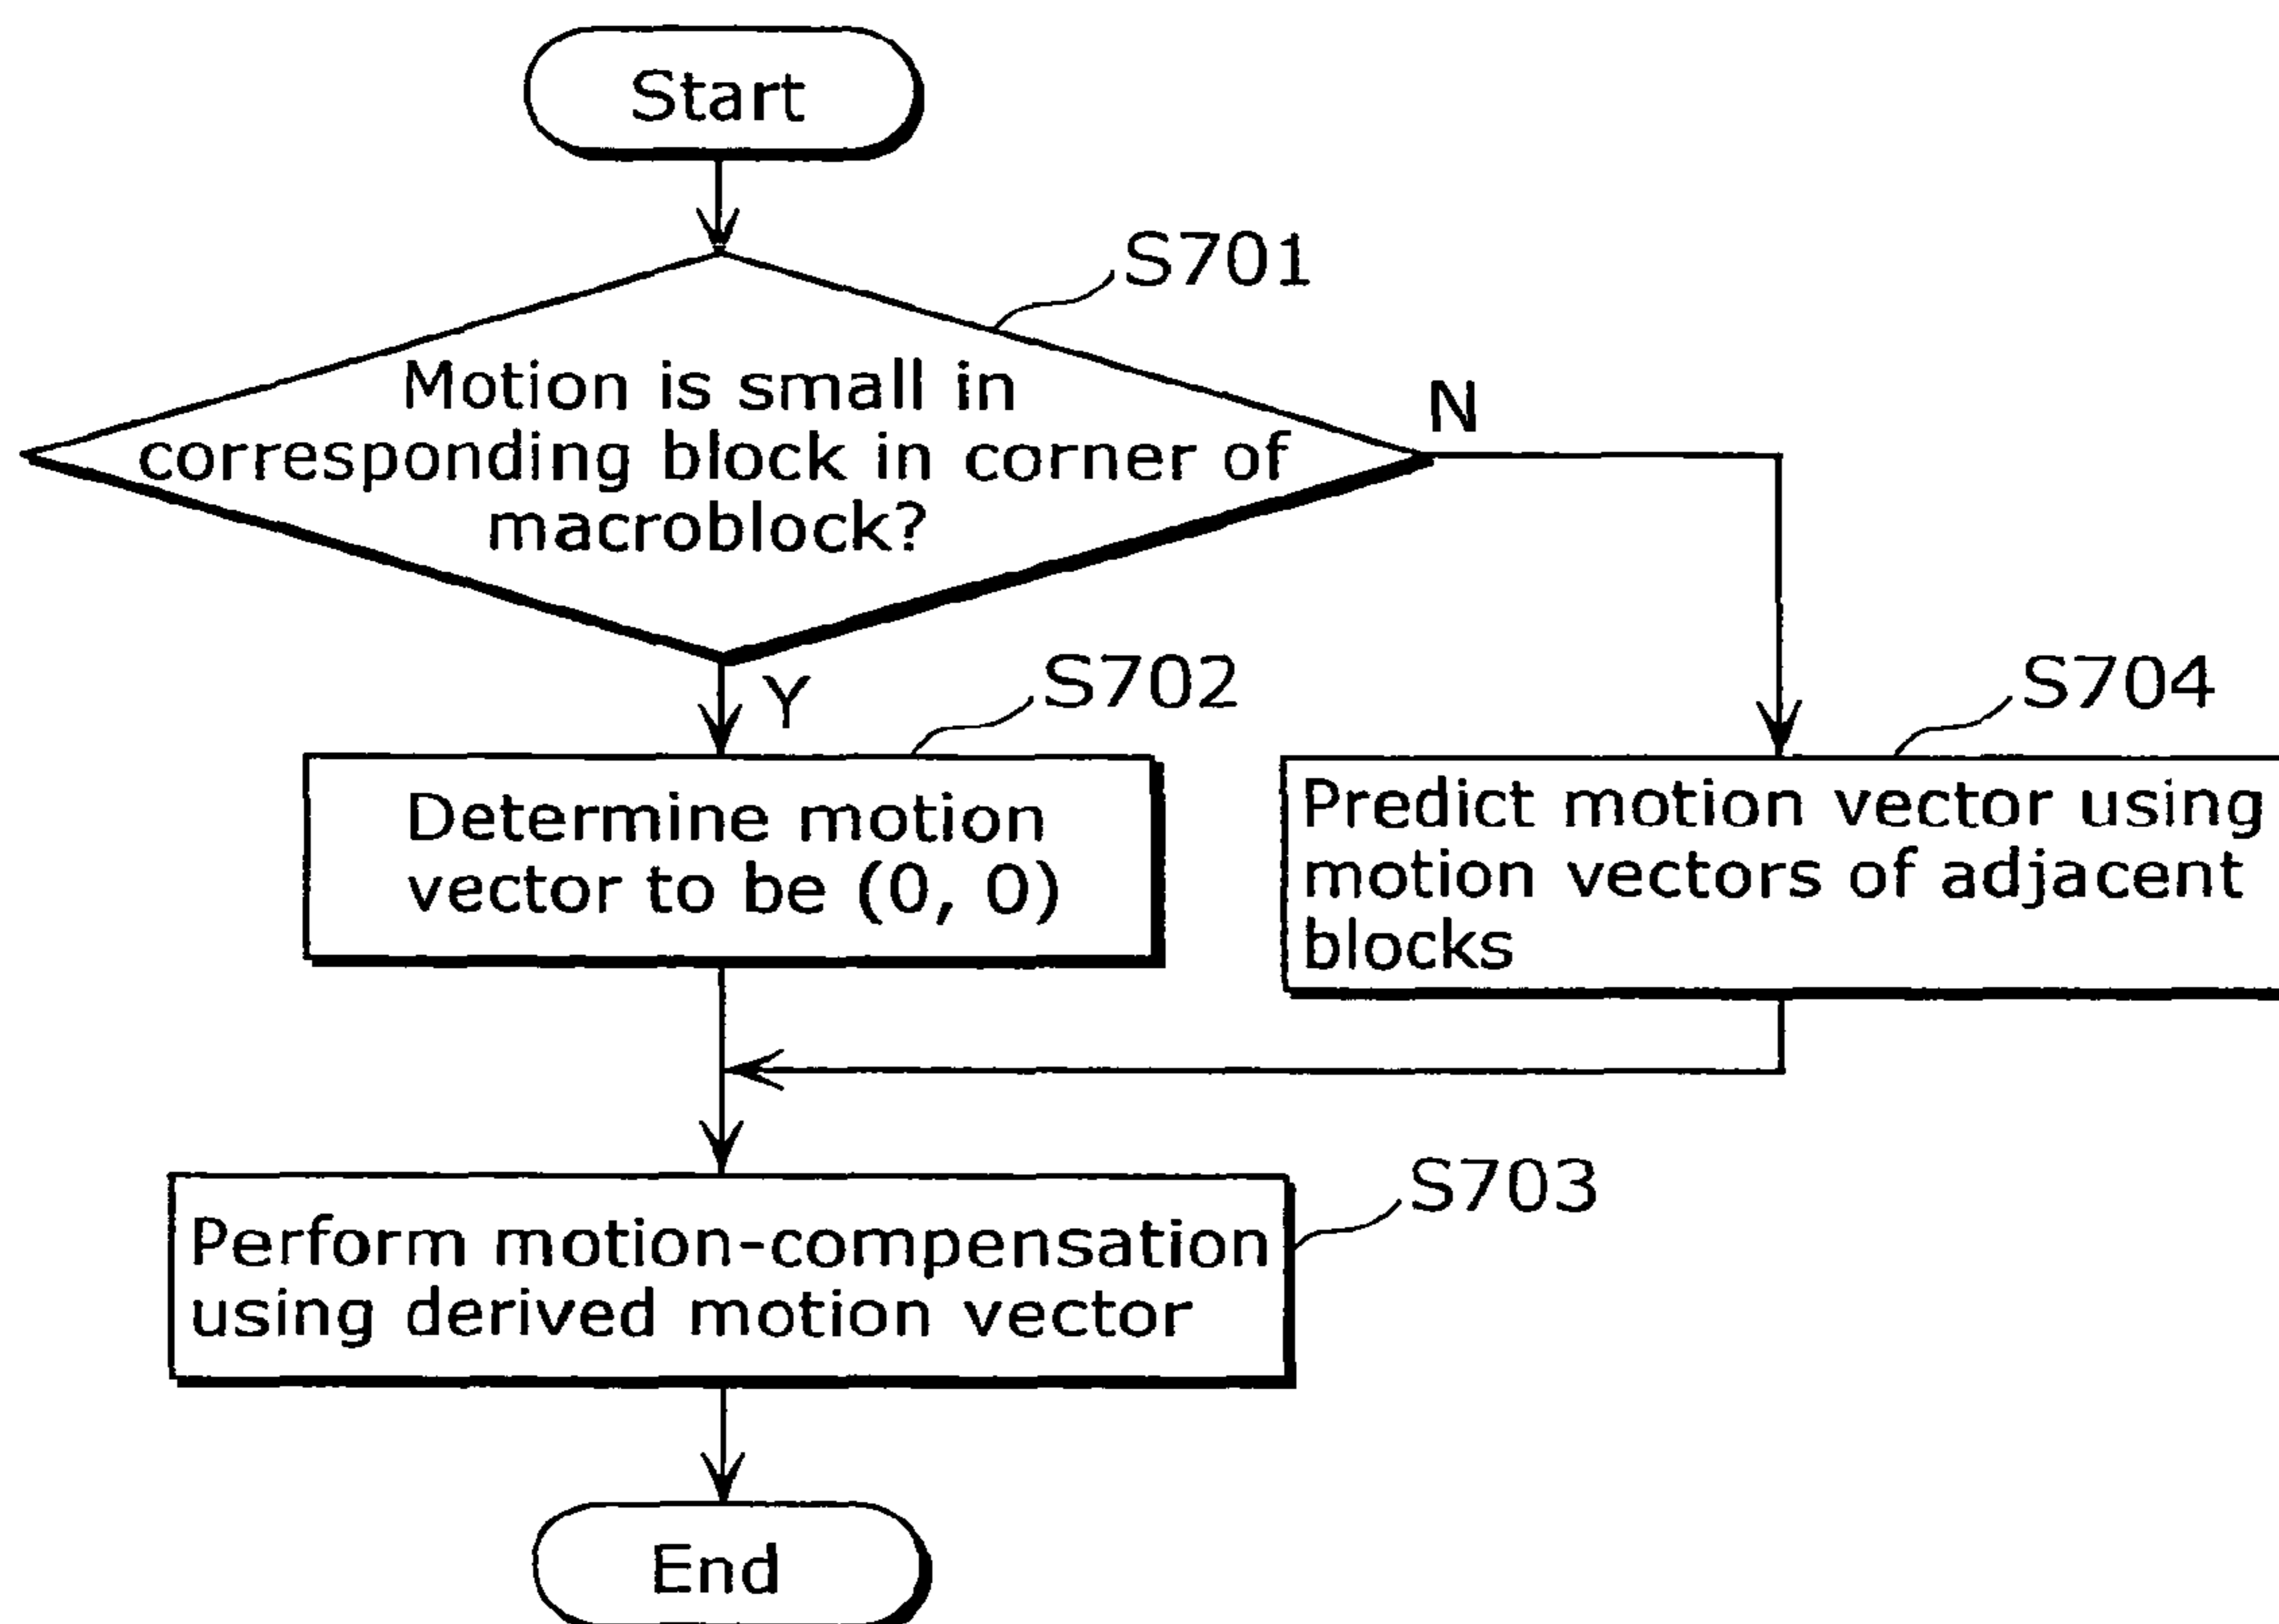 Start
S701
Motion is small in
corresponding block in corner of
macroblock?
N
Y
S702
S704
Determine motion
vector to be (0, 0)
Predict motion vector using
motion vectors of adjacent
blocks
S703
Perform motion-compensation
using derived motion vector
End